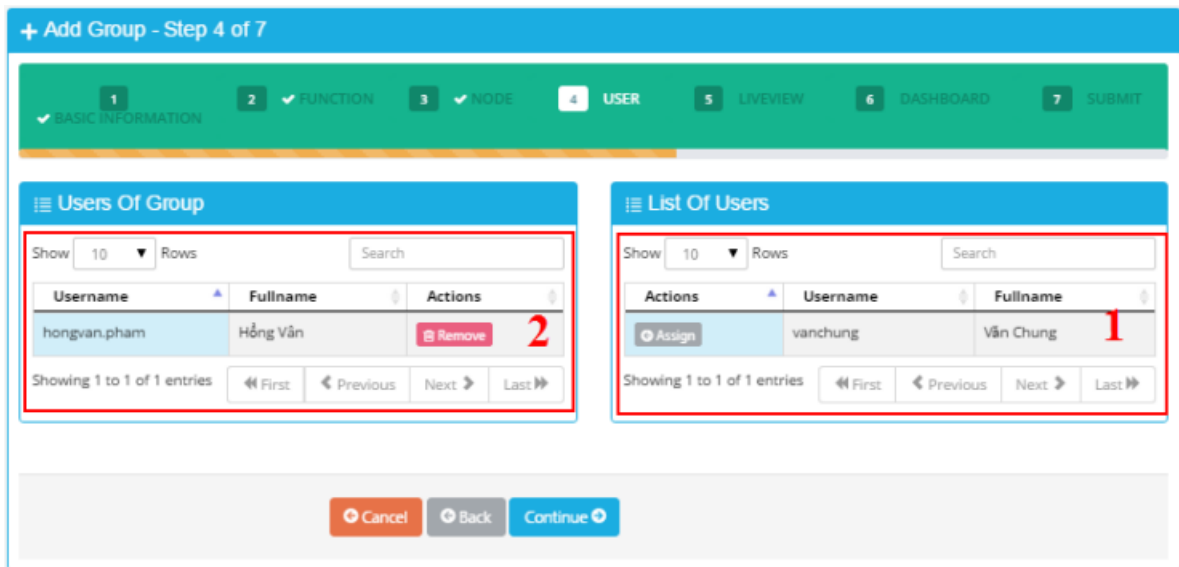 Add Group - Step 4 of 7
1
BASIC INFORMATION
2 FUNCTION
3 NODE
4 USER
5 LIVEVIEW
6 DASHBOARD
7 SUBMIT
Users Of Group
Show 10 Rows Search
Username Fullname Actions
hongvan.pham Hồng Vân Remove 2
Showing 1 to 1 of 1 entries First Previous Next Last
List Of Users
Show 10 Rows Search
Actions Username Fullname
Assign vanchung Văn Chung 1
Showing 1 to 1 of 1 entries First Previous Next Last
Cancel Back Continue